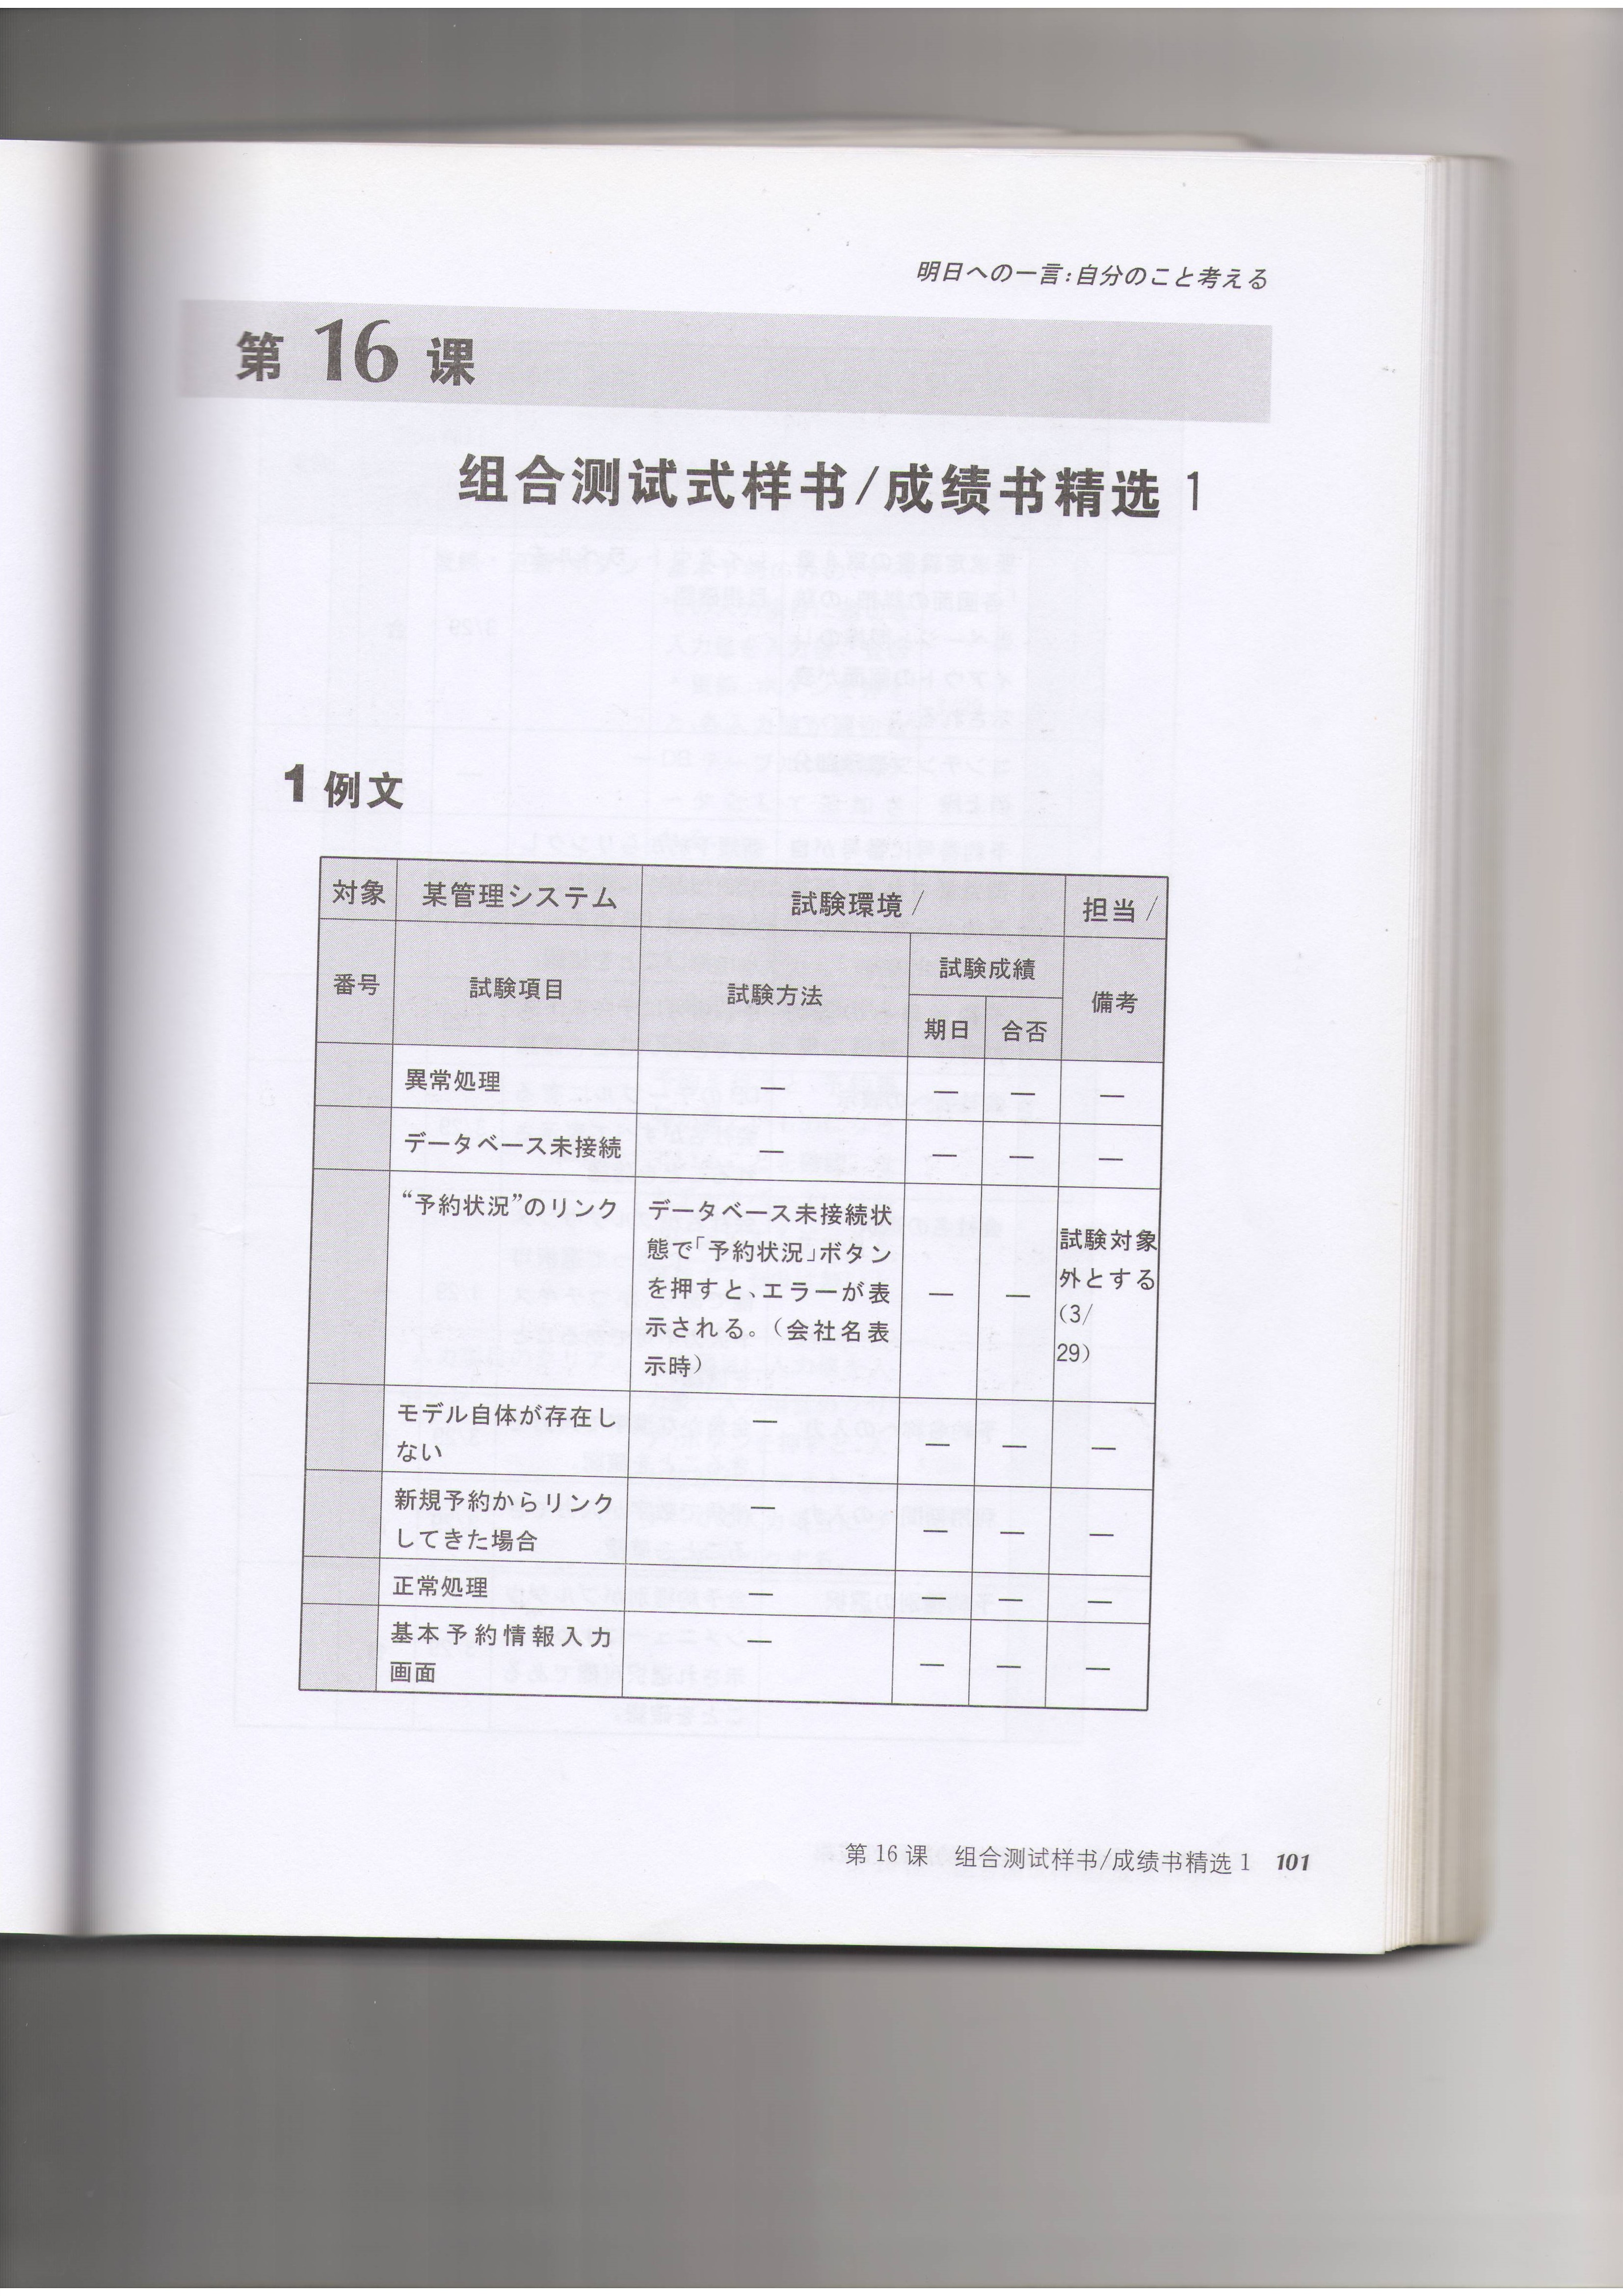 明日への一言:自分のこと考える
第 16 课
组合测试式样书/成绩书精选 1
1 例文
対象 某管理システム 試験環境/ 担当/
番号 試験項目 試験方法 試験成績 備考
期日 合否
異常処理 — — — —
データベース未接続 — — — —
“予約状況”のリンク データベース未接続状
態で「予約状況」ボタン
を押すと、エラーが表
示される。(会社名表
示時)
— —
試験対象
外とする
(3/
29)
モデル自体が存在し —
ない — — —
新規予約からリンク —
してきた場合 — — —
正常処理 — — —
基本予約情報入力 —
画面 — — —
第 16 课 组合测试样书/成绩书精选 1 101